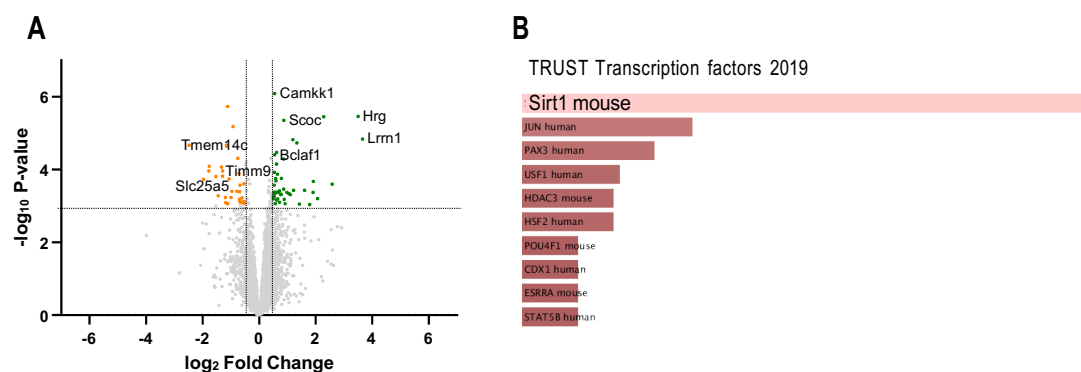 A
-log₁₀ P-value
6
4
2
0
Camkk1
Scoc
Hrg
Lrrn1
Tmem14c
Bclaf1
Timm9
Slc25a5
-6 -4 -2 0 2 4 6
log₂ Fold Change
B
TRUST Transcription factors 2019
Sirt1 mouse
JUN human
PAX3 human
USF1 human
HDAC3 mouse
HSF2 human
POU4F1 mouse
CDX1 human
ESRRA mouse
STAT5B human